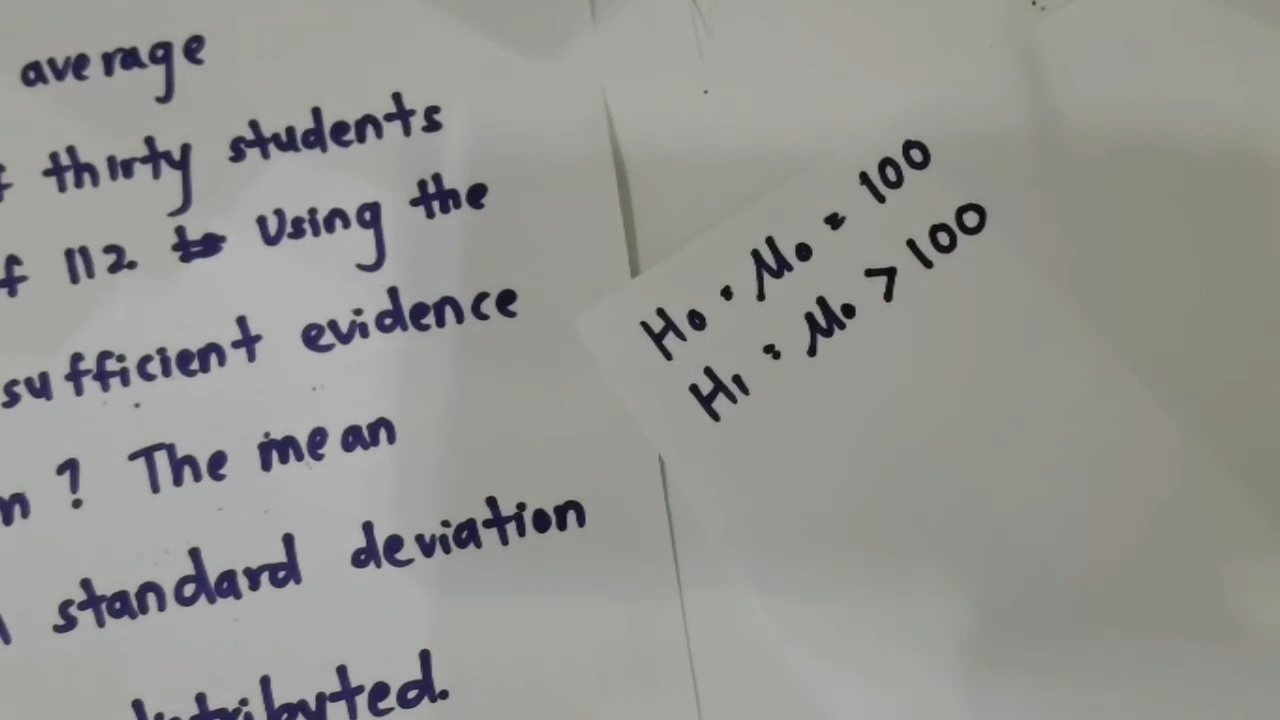 average
thirty students
112. Using the
sufficient evidence
? The mean
standard deviation
H₀ : μ₀ = 100
H₁ : μ₀ > 100